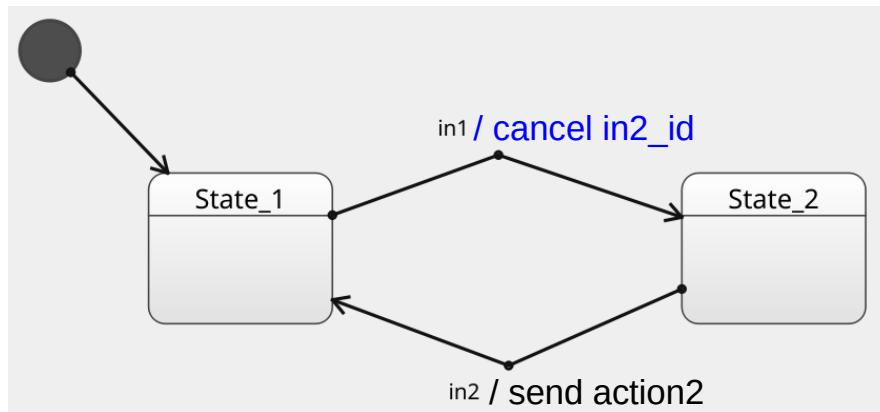 in1 / cancel in2_id
State_1
State_2
in2 / send action2